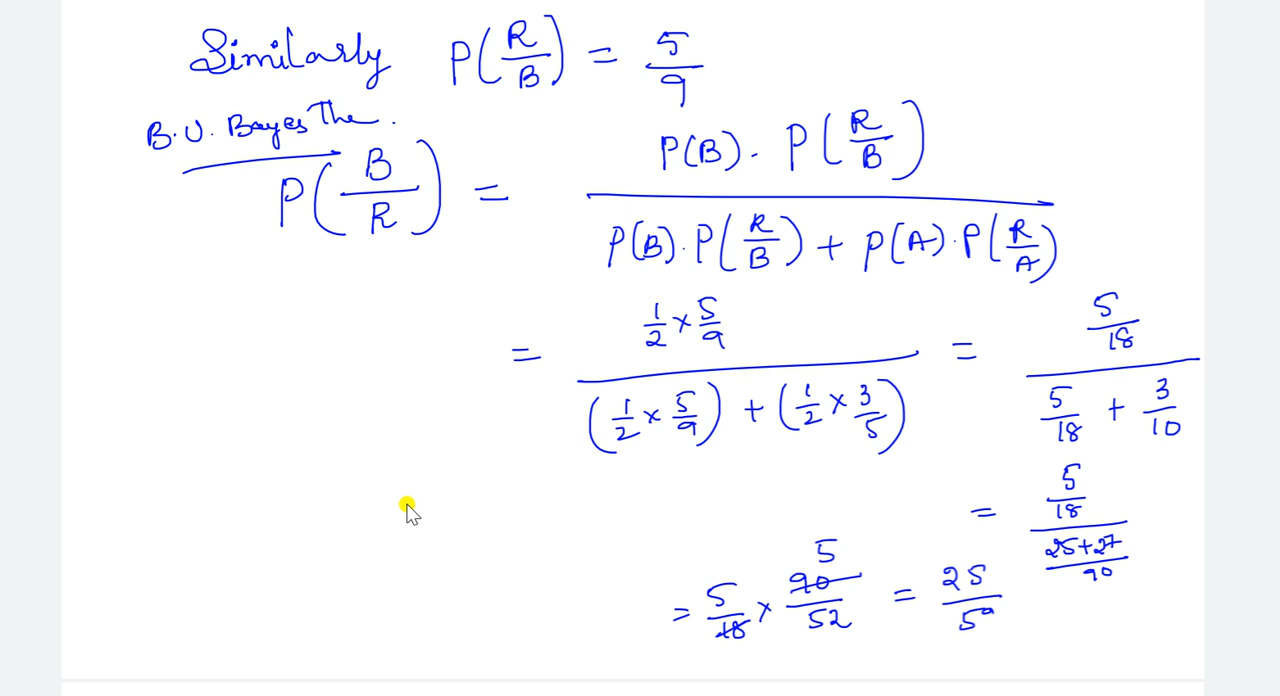 Similarly P(R/B) = 5/9
B.U. Bayes The.
P(B/R) = P(B). P(R/B) / P(B).P(R/B) + P(A).P(R/A)
= 1/2 × 5/9 / (1/2 × 5/9) + (1/2 × 3/5) = 5/18 / 5/18 + 3/10
= 5/18 / 25+27/90
= 5/18 × 90/52 5 = 25/